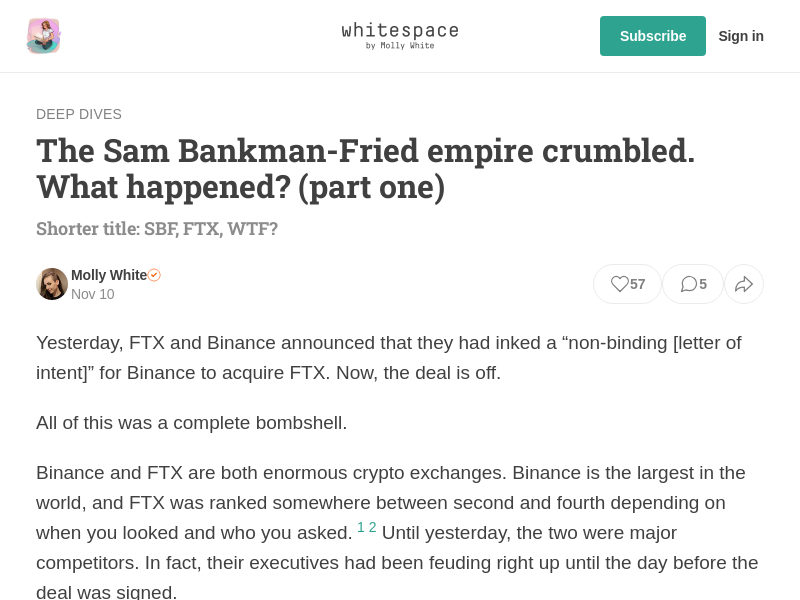 whitespace
by Molly White
Subscribe
Sign in
DEEP DIVES
The Sam Bankman-Fried empire crumbled.
What happened? (part one)
Shorter title: SBF, FTX, WTF?
Molly White
Nov 10
57
5
Yesterday, FTX and Binance announced that they had inked a “non-binding [letter of
intent]” for Binance to acquire FTX. Now, the deal is off.
All of this was a complete bombshell.
Binance and FTX are both enormous crypto exchanges. Binance is the largest in the
world, and FTX was ranked somewhere between second and fourth depending on
when you looked and who you asked. 1 2 Until yesterday, the two were major
competitors. In fact, their executives had been feuding right up until the day before the
deal was signed.